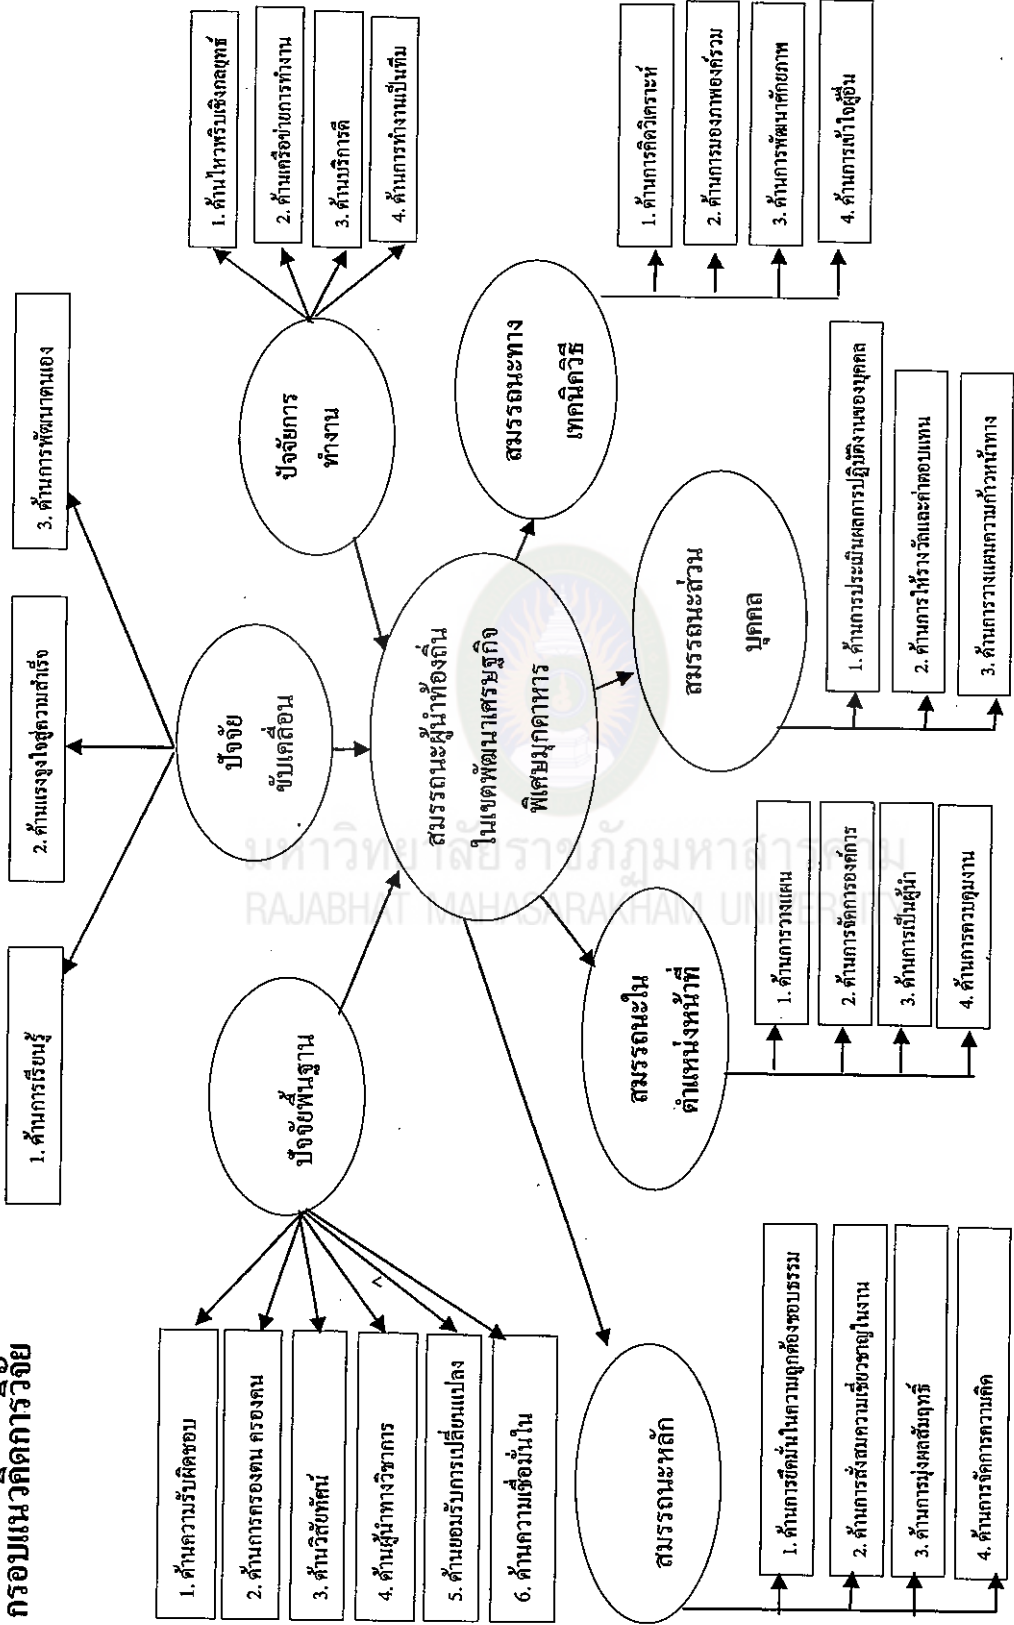 กรอบแนวคิดการวิจัย
1. ด้านการเรียนรู้
2. ด้านแรงจูงใจสู่ความสำเร็จ
3. ด้านการพัฒนาตนเอง
1. ด้านความรับผิดชอบ
2. ด้านการครองตน ครองคน
3. ด้านวิสัยทัศน์
4. ด้านผู้นำทางวิชาการ
5. ด้านยอมรับการเปลี่ยนแปลง
6. ด้านความเชื่อมั่นใน
ปัจจัยพื้นฐาน
ปัจจัย
ขับเคลื่อน
ปัจจัยการ
ทำงาน
1. ด้านไหวพริบเชิงกลยุทธ์
2. ด้านเครือข่ายการทำงาน
3. ด้านบริการดี
4. ด้านการทำงานเป็นทีม
สมรรถนะผู้นำท้องถิ่น
ในเขตพัฒนาเศรษฐกิจ
พิเศษมุกดาหาร
มหาวิทยาลัยราชภัฏมหาสารคาม
RAJABHAT MAHASARAKHAM UNIVERSITY
สมรรถนะหลัก
สมรรถนะใน
ตำแหน่งหน้าที่
สมรรถนะส่วน
บุคคล
สมรรถนะทาง
เทคนิควิธี
1. ด้านการยึดมั่นในความถูกต้องชอบธรรม
2. ด้านการสั่งสมความเชี่ยวชาญในงาน
3. ด้านการมุ่งผลสัมฤทธิ์
4. ด้านการจัดการความคิด
1. ด้านการวางแผน
2. ด้านการจัดการองค์การ
3. ด้านการเป็นผู้นำ
4. ด้านการควบคุมงาน
1. ด้านการประเมินผลการปฏิบัติงานของบุคคล
2. ด้านการให้รางวัลและค่าตอบแทน
3. ด้านการวางแผนความก้าวหน้าทาง
1. ด้านการคิดวิเคราะห์
2. ด้านการมองภาพองค์รวม
3. ด้านการพัฒนาศักยภาพ
4. ด้านการเข้าใจผู้อื่น